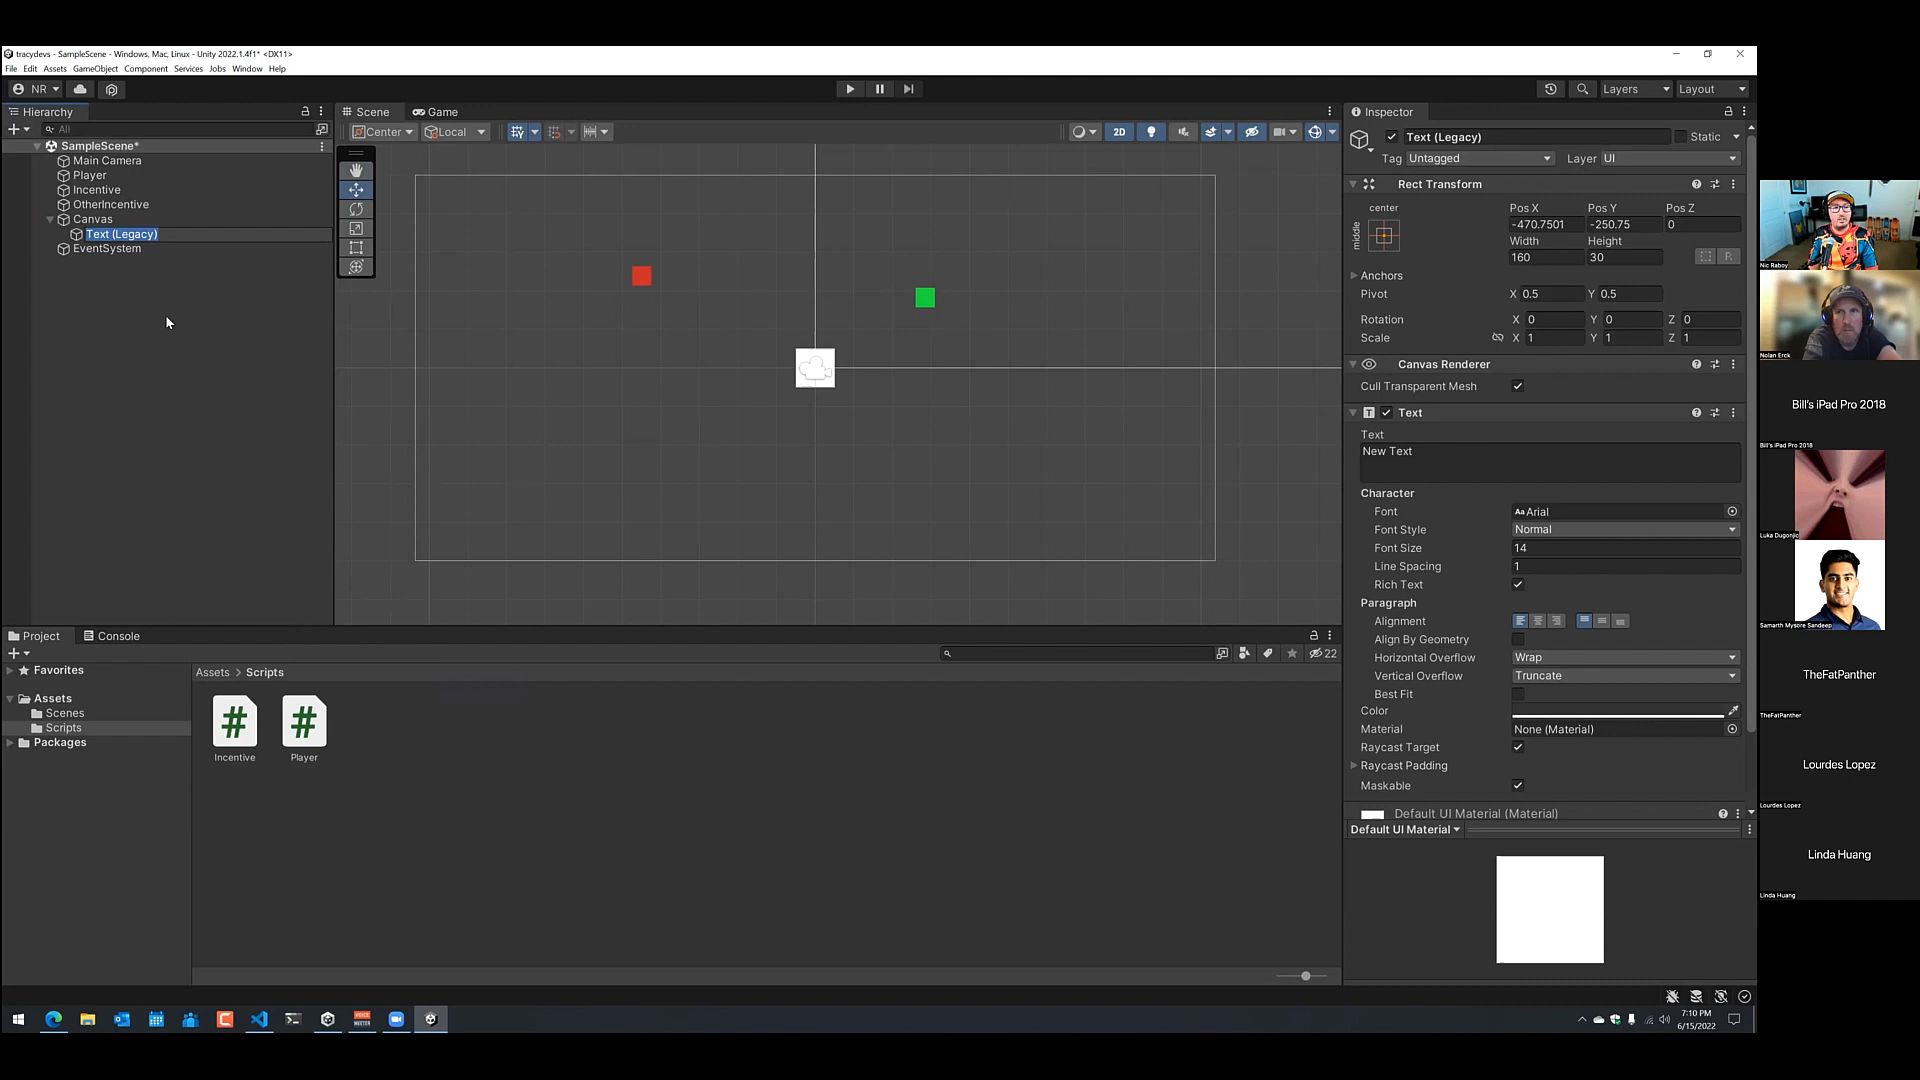 tracydevs - SampleScene - Windows, Mac, Linux - Unity 2022.1.4f1* <DX11>
File Edit Assets GameObject Component Services Jobs Window Help
NR
Layers
Layout
Hierarchy
All
SampleScene*
Main Camera
Player
Incentive
OtherIncentive
Canvas
Text (Legacy)
EventSystem
Scene
Game
Center
Local
2D
Inspector
Text (Legacy)
Static
Tag Untagged Layer UI
Rect Transform
center
middle
Pos X Pos Y Pos Z
-470.7501 -250.75 0
Width Height
160 30
R
Anchors
Pivot X 0.5 Y 0.5
Rotation X 0 Y 0 Z 0
Scale X 1 Y 1 Z 1
Canvas Renderer
Cull Transparent Mesh
Text
Text
New Text
Character
Font Aa Arial
Font Style Normal
Font Size 14
Line Spacing 1
Rich Text
Paragraph
Alignment
Align By Geometry
Horizontal Overflow Wrap
Vertical Overflow Truncate
Best Fit
Color
Material None (Material)
Raycast Target
Raycast Padding
Maskable
Default UI Material (Material)
Default UI Material
Project
Console
22
Favorites
Assets
Scenes
Scripts
Packages
Assets > Scripts
# #
Incentive Player
VOICE MEETER
7:10 PM
6/15/2022
Nic Raboy
Nolan Erck
Bill's iPad Pro 2018
Bill's iPad Pro 2018
Luka Dugonjic
Samarth Mysore Sandeep
TheFatPanther
TheFatPanther
Lourdes Lopez
Lourdes Lopez
Linda Huang
Linda Huang